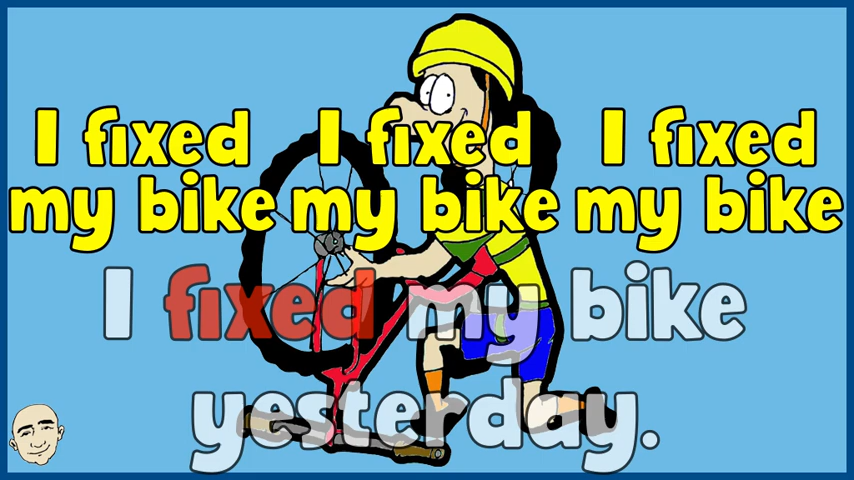 I fixed I fixed I fixed
my bike my bike my bike
I fixed my bike
yesterday.